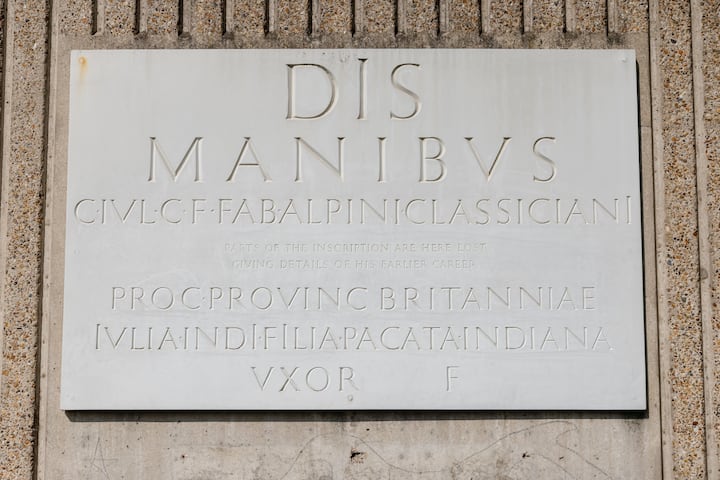 DIS
MANIBVS
C·IVL·C·F·FAB·ALPINI·CLASSICIANI
PARTS OF THE INSCRIPTION ARE HERE LOST
GIVING DETAILS OF HIS EARLIER CAREER
PROC·PROVINC BRITANNIAE
IVLIA·INDI·FILIA·PACATA·INDIANA
VXOR F